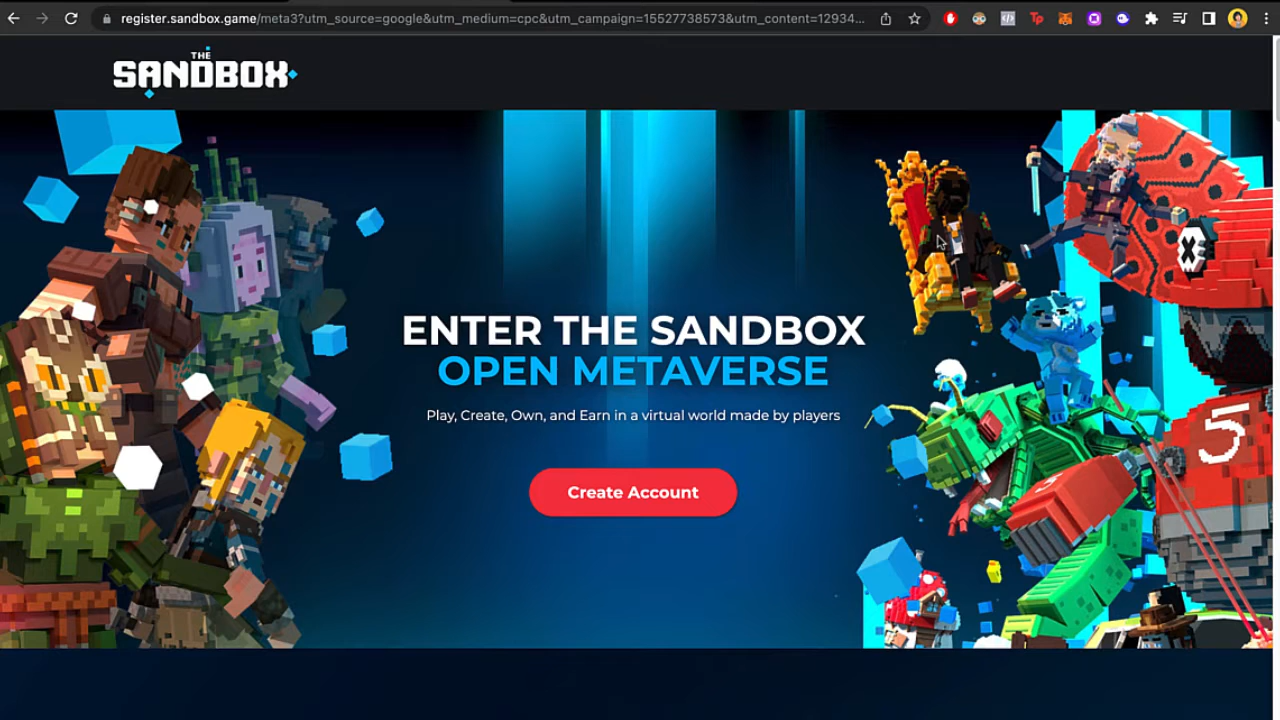 register.sandbox.game/meta3?utm_source=google&utm_medium=cpc&utm_campaign=15527738573&utm_content=12934...
Tp
THE
SANDBOX
ENTER THE SANDBOX
OPEN METAVERSE
Play, Create, Own, and Earn in a virtual world made by players
5
Create Account